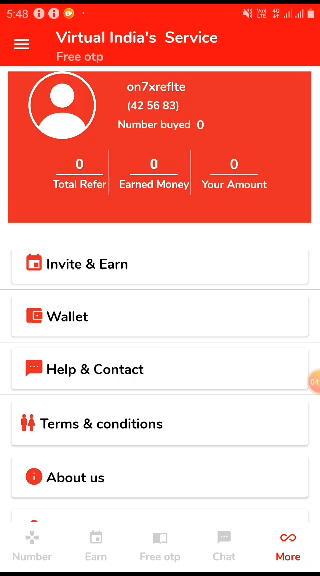 5:48
Virtual India's Service
Free otp
on7xreflte
(42 56 83)
Number buyed 0
0 0 0
Total Refer Earned Money Your Amount
Invite & Earn
Wallet
Help & Contact
Terms & conditions
About us
Number Earn Free otp Chat More